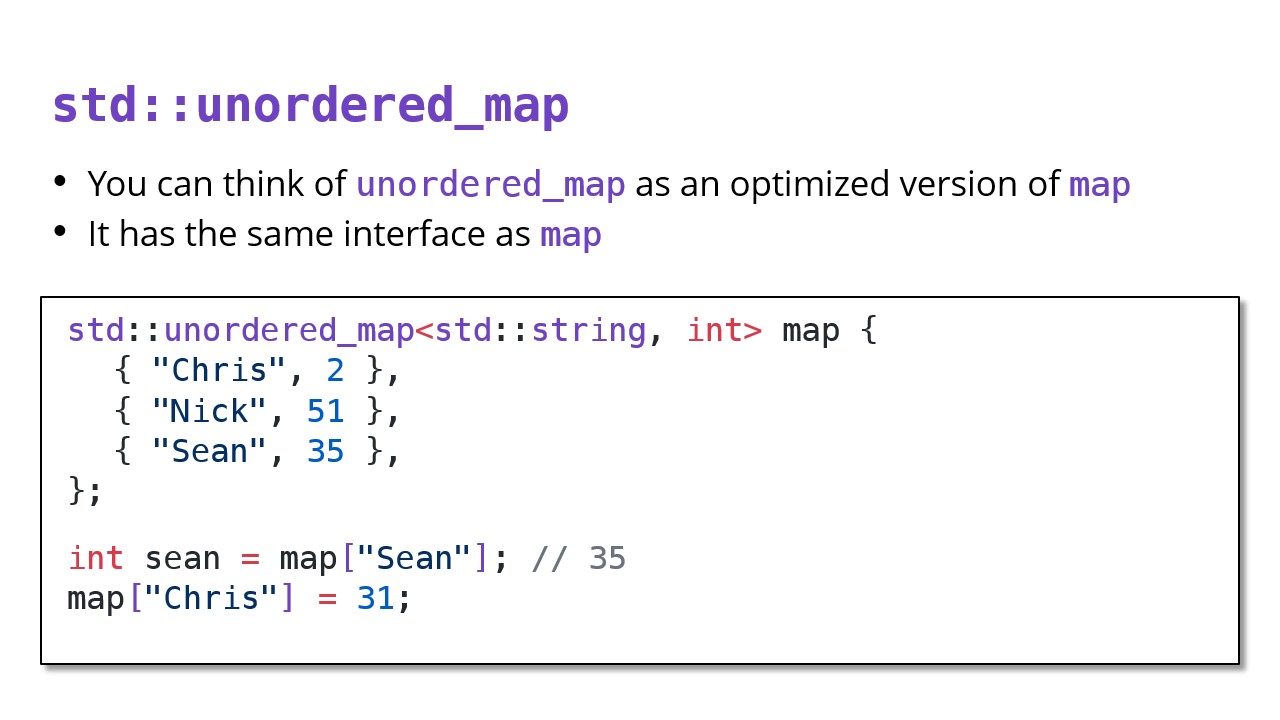 std::unordered_map
• You can think of unordered_map as an optimized version of map
• It has the same interface as map
std::unordered_map<std::string, int> map {
{ "Chris", 2 },
{ "Nick", 51 },
{ "Sean", 35 },
};
int sean = map["Sean"]; // 35
map["Chris"] = 31;